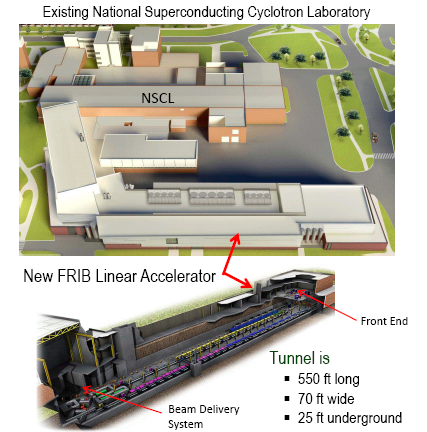 Existing National Superconducting Cyclotron Laboratory
NSCL
New FRIB Linear Accelerator
Front End
Tunnel is
▪ 550 ft long
▪ 70 ft wide
▪ 25 ft underground
Beam Delivery
System